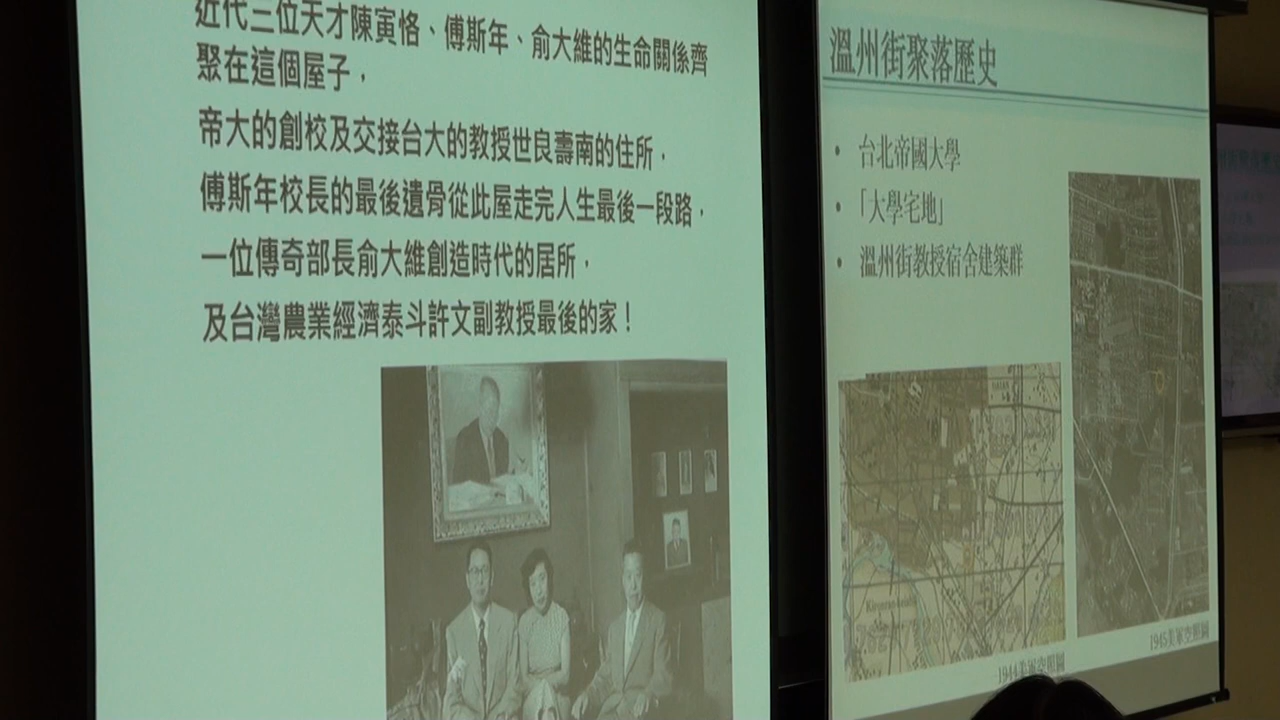 近代三位天才陳寅恪、傅斯年、俞大維的生命關係齊
聚在這個屋子，
帝大的創校及交接台大的教授世良壽南的住所．
傅斯年校長的最後遺骨從此屋走完人生最後一段路．
一位傳奇部長俞大維創造時代的居所．
及台灣農業經濟泰斗許文副教授最後的家！
溫州街聚落歷史
• 台北帝國大學
• 「大學宅地」
• 溫州街教授宿舍建築群
1944美軍空照圖
1945美軍空照圖